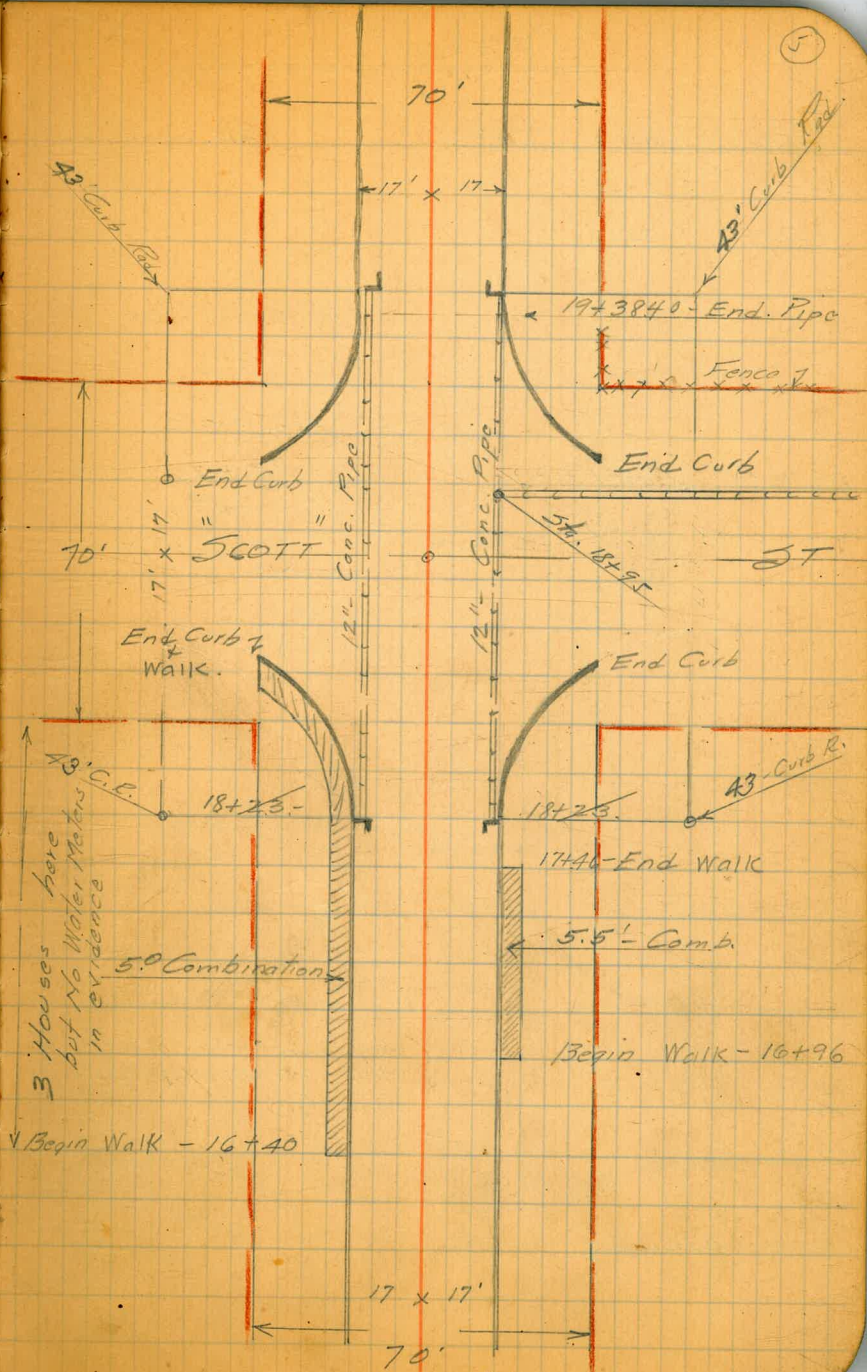 5
70'
17' x 17
43' Curb Rad
43' Curb Rad.
19+38.40 - End. Pipe
Fence
End Curb
End Curb
12"- Conc. Pipe
12"- Conc. Pipe
Sta. 18+95
70'
17' x 17'
"SCOTT" ST
End Curb
+
Walk.
End Curb
43' C.R.
18+23.-
18+23.
43' Curb R.
17+46-End Walk
5.5'- Comb.
5.0 Combination
3 Houses here
but No Water Meters
in evidence
Begin Walk - 16+96
Begin Walk - 16+40
17 x 17'
70'